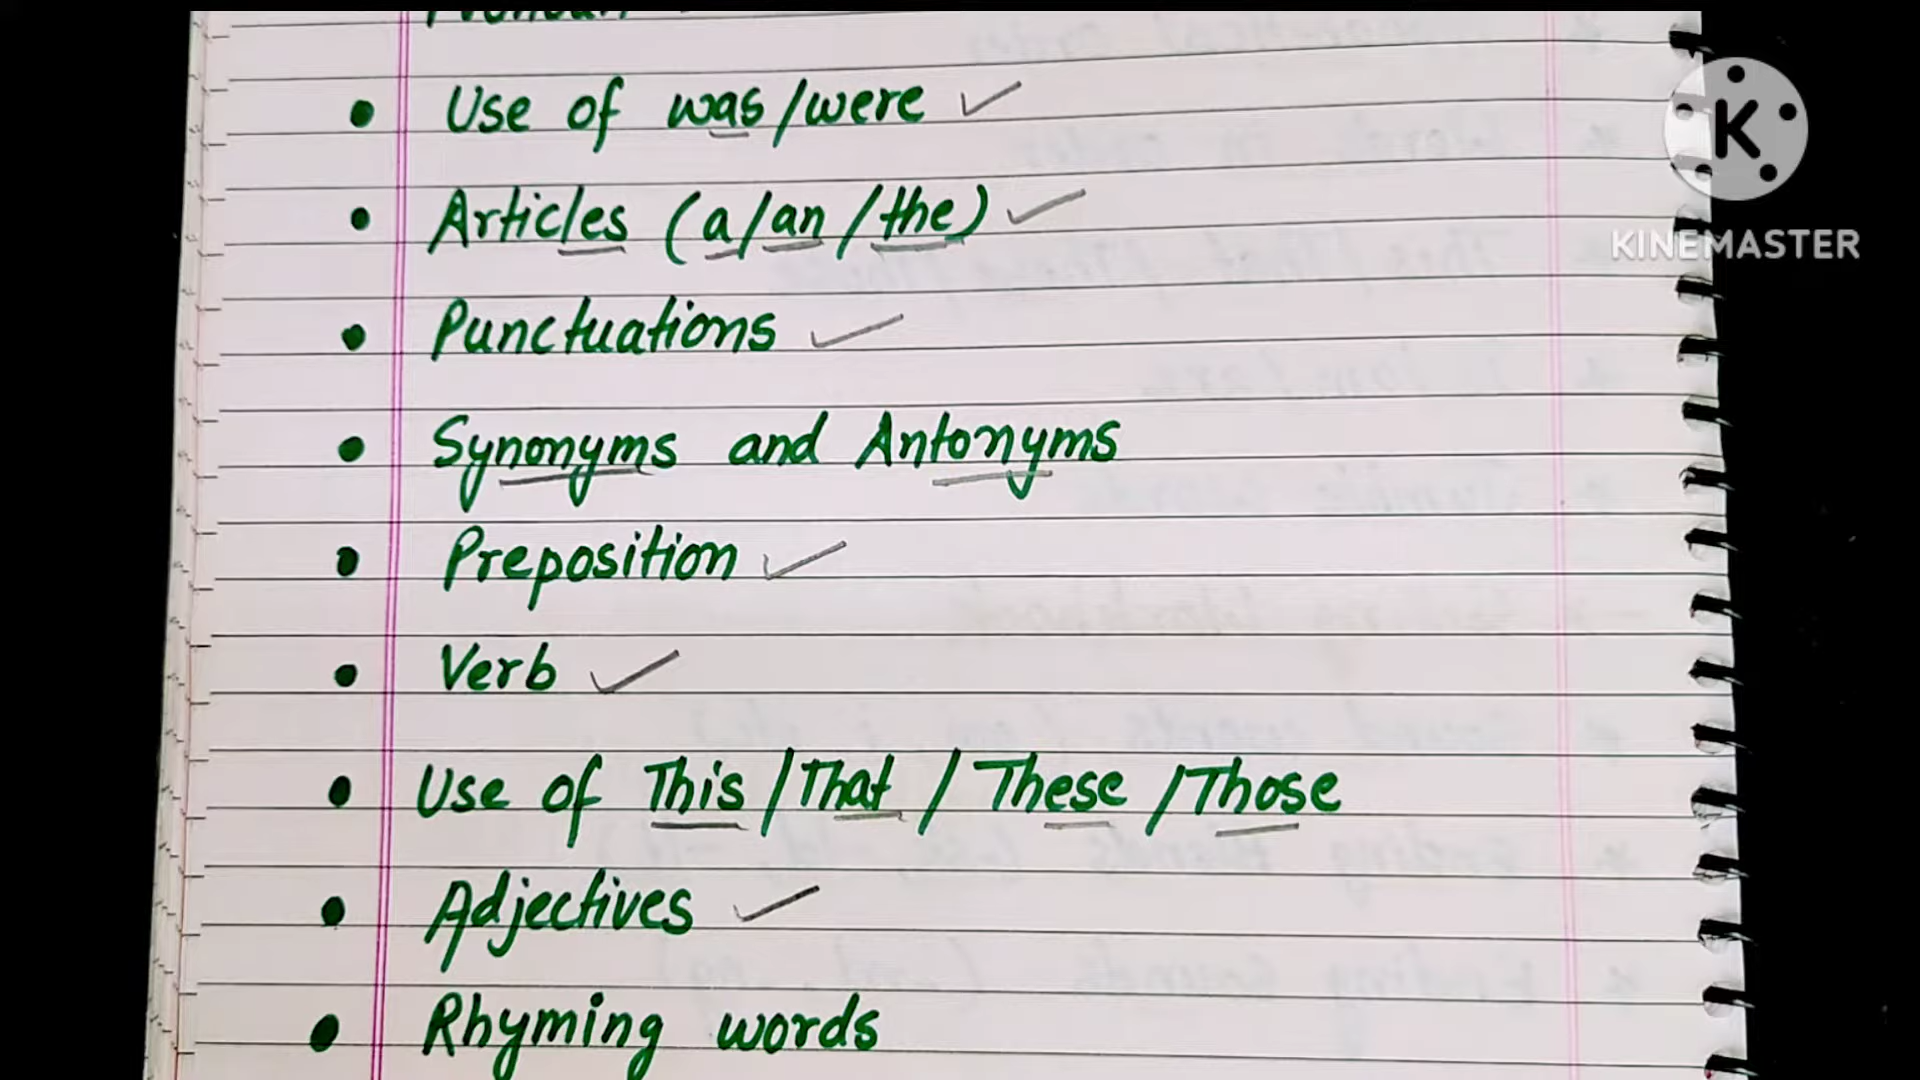 Pronoun
• Use of was/were ✓
• Articles (a/an/the) ✓
• Punctuations ✓
• Synonyms and Antonyms
• Preposition ✓
• Verb ✓
• Use of This/That/These/Those
• Adjectives ✓
• Rhyming words
KINEMASTER